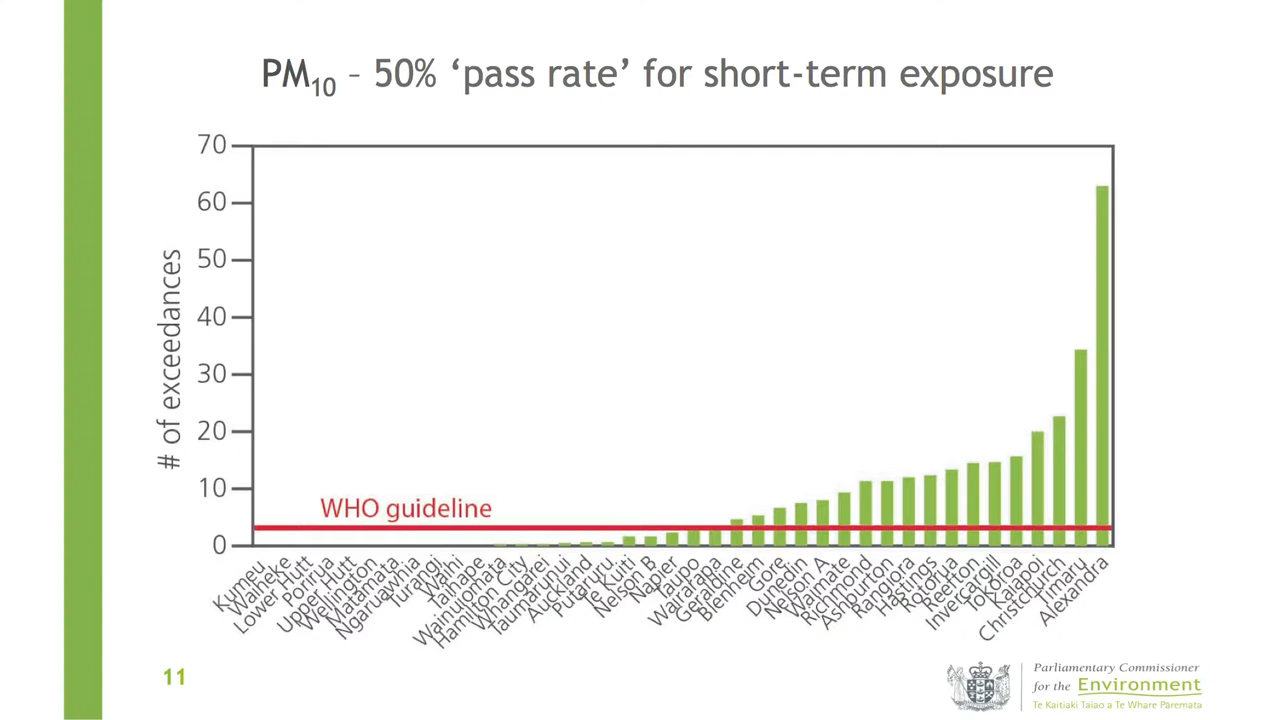 PM10 – 50% ‘pass rate’ for short-term exposure
# of exceedances
70
60
50
40
30
20
10
0
WHO guideline
Kumeu
Waiheke
Lower Hutt
Porirua
Upper Hutt
Wellington
Matamata
Ngaruawhia
Turangi
Waihi
Taihape
Wainuiomata
Hamilton City
Whangarei
Taumarunui
Auckland
Putaruru
Te Kuiti
Nelson B
Napier
Taupo
Wairarapa
Geraldine
Blenheim
Gore
Dunedin
Nelson A
Waimate
Richmond
Ashburton
Rangiora
Hastings
Rotorua
Reefton
Invercargill
Tokoroa
Kaiapoi
Christchurch
Timaru
Alexandra
11
Parliamentary Commissioner
for the Environment
Te Kaitiaki Taiao a Te Whare Pāremata